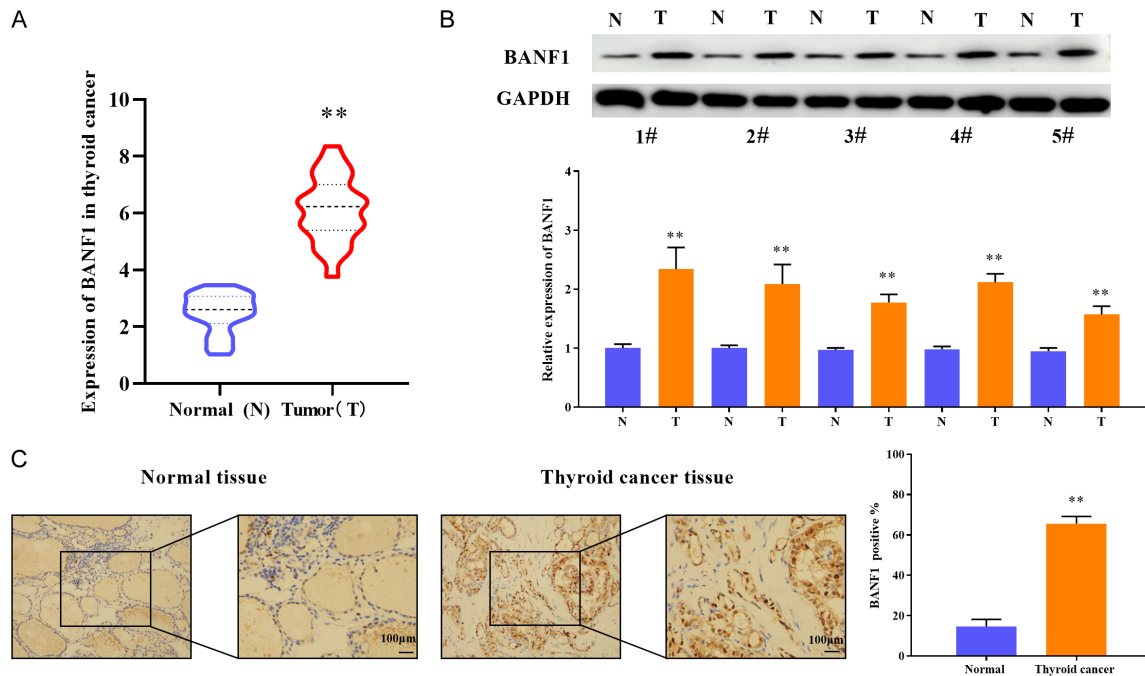 A
Expression of BANF1 in thyroid cancer
10
8
6
4
2
0
**
Normal (N) Tumor( T)
B
N T N T N T N T N T
BANF1
GAPDH
1# 2# 3# 4# 5#
Relative expression of BANF1
4
3
2
1
0
** ** ** ** **
N T N T N T N T N T
C
Normal tissue
Thyroid cancer tissue
100μm
100μm
BANF1 positive %
100
80
60
40
20
0
**
Normal Thyroid cancer